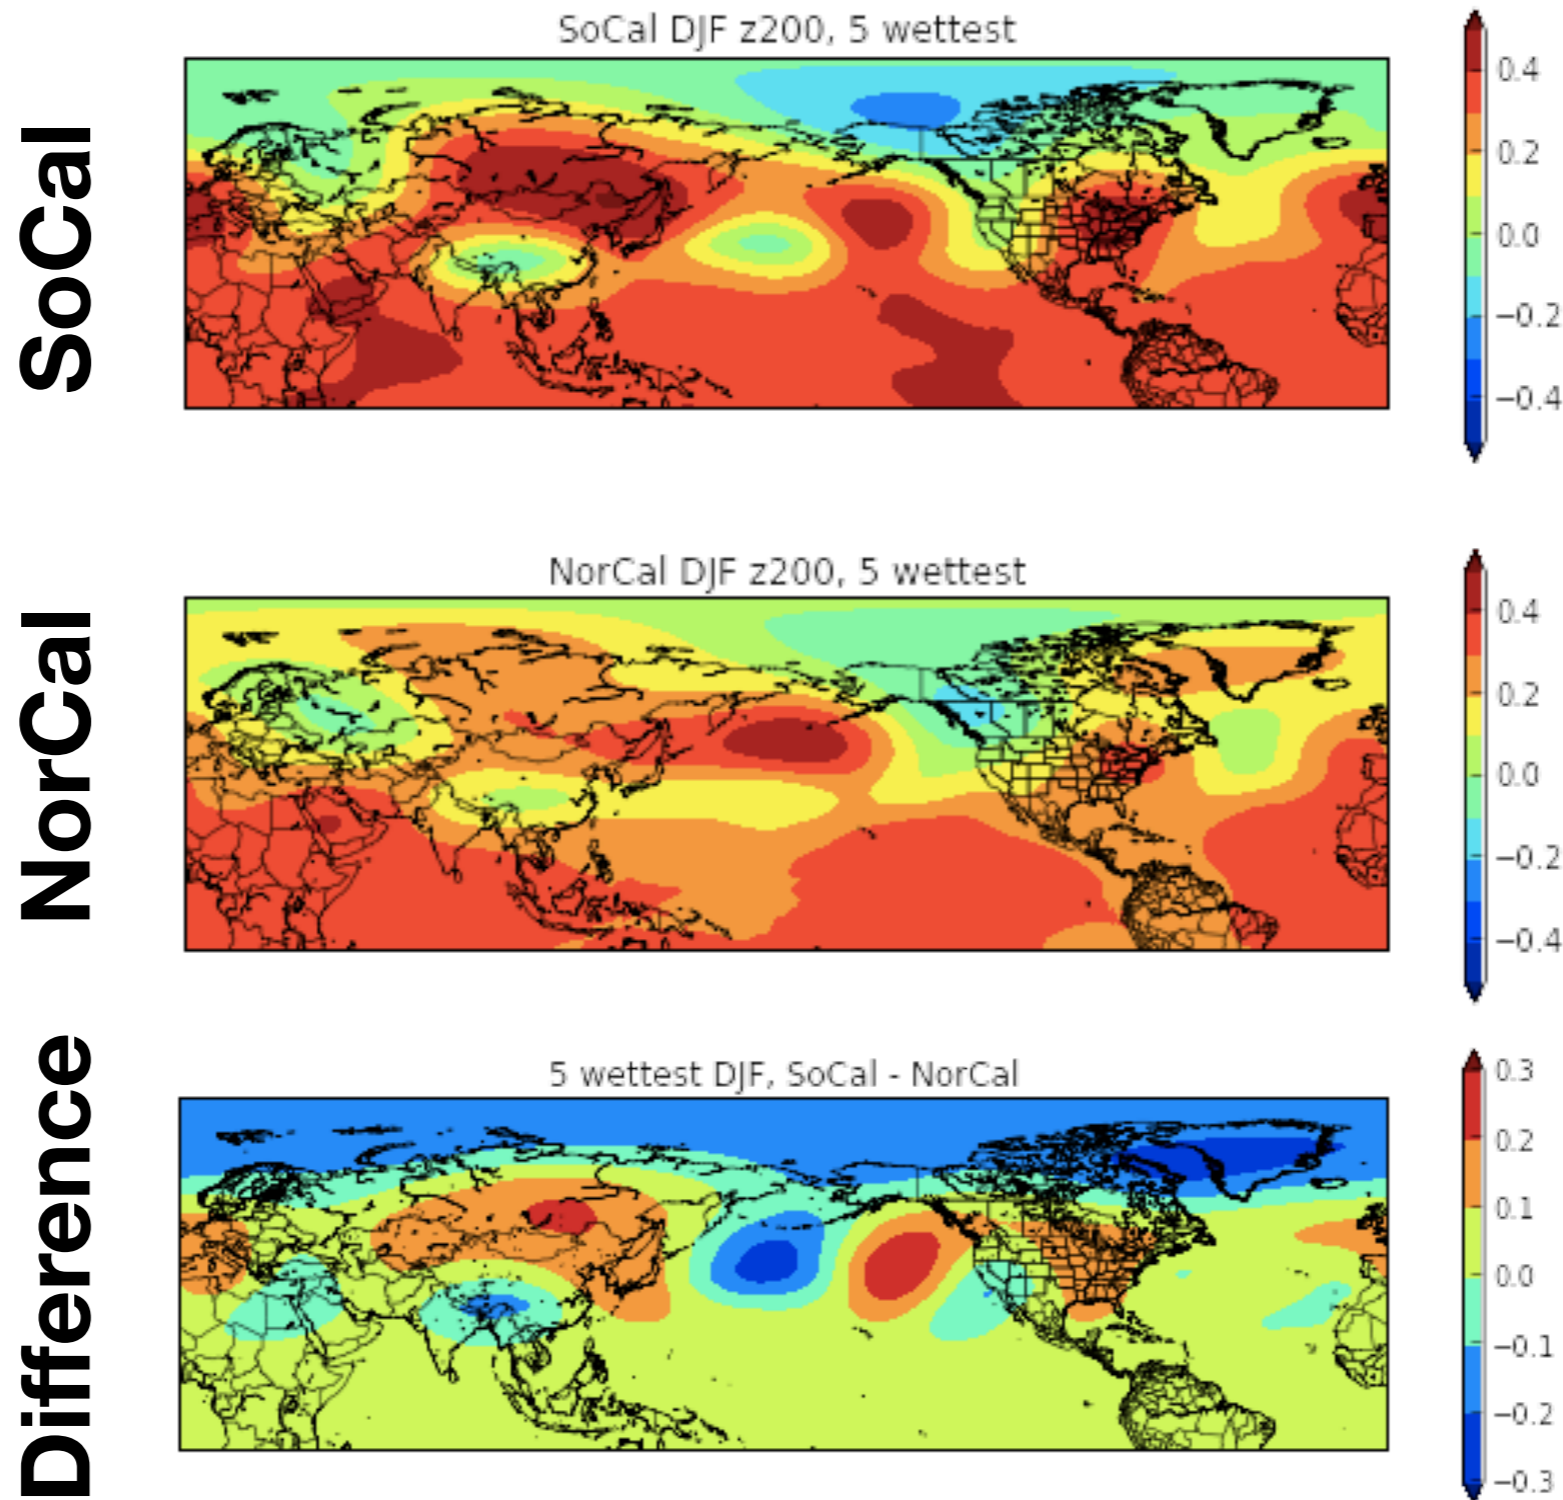 SoCal
SoCal DJF z200, 5 wettest
0.4
0.2
0.0
−0.2
−0.4
NorCal
NorCal DJF z200, 5 wettest
0.4
0.2
0.0
−0.2
−0.4
Difference
5 wettest DJF, SoCal - NorCal
0.3
0.2
0.1
0.0
−0.1
−0.2
−0.3